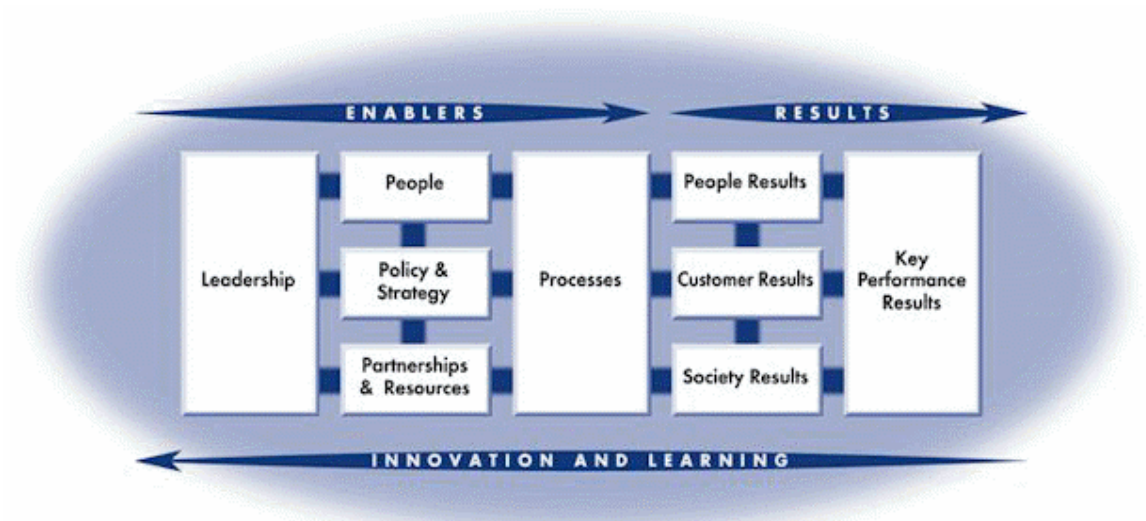 ENABLERS
RESULTS
Leadership
People
Policy &
Strategy
Partnerships
& Resources
Processes
People Results
Customer Results
Society Results
Key
Performance
Results
INNOVATION AND LEARNING